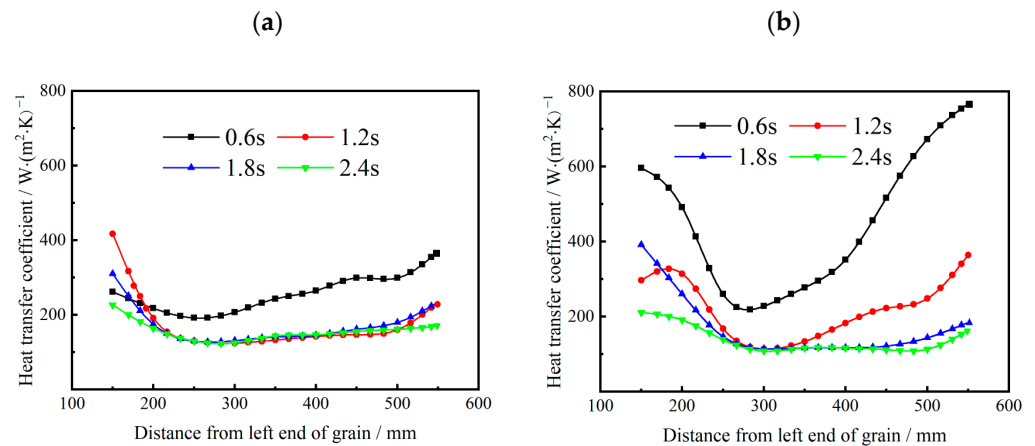 (a)
800
600
400
200
100 200 300 400 500 600
Heat transfer coefficient / W·(m²·K)⁻¹
Distance from left end of grain / mm
0.6s 1.2s
1.8s 2.4s
(b)
800
600
400
200
100 200 300 400 500 600
Heat transfer coefficient / W·(m²·K)⁻¹
Distance from left end of grain / mm
0.6s 1.2s
1.8s 2.4s